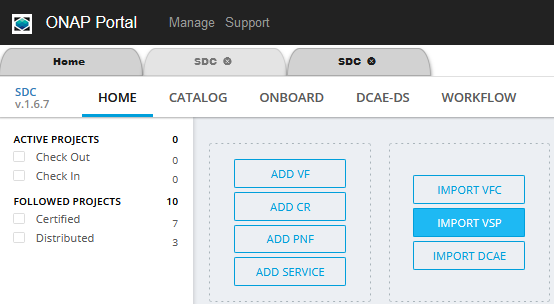 ONAP Portal Manage Support
Home SDC SDC
SDC
v.1.6.7
HOME CATALOG ONBOARD DCAE-DS WORKFLOW
ACTIVE PROJECTS 0
Check Out 0
Check In 0
FOLLOWED PROJECTS 10
Certified 7
Distributed 3
ADD VF
ADD CR
ADD PNF
ADD SERVICE
IMPORT VFC
IMPORT VSP
IMPORT DCAE